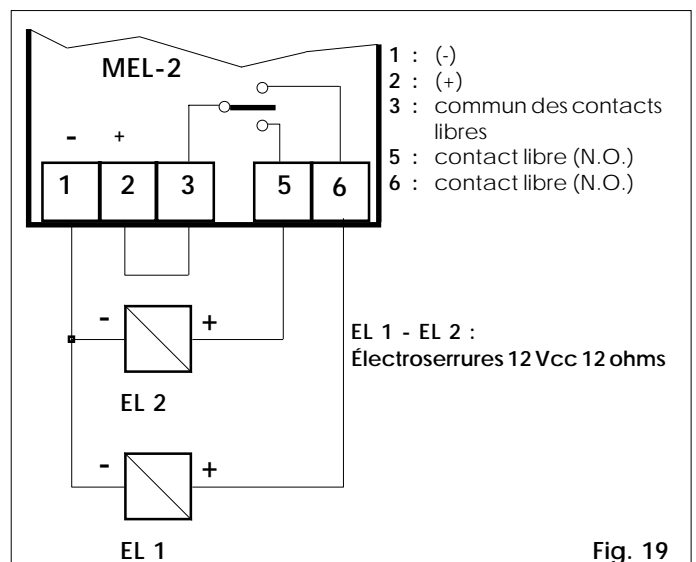 MEL-2
- +
1 2 3 5 6
1 : (-)
2 : (+)
3 : commun des contacts
libres
5 : contact libre (N.O.)
6 : contact libre (N.O.)
- +
EL 2
EL 1 - EL 2 :
Électroserrures 12 Vcc 12 ohms
- +
EL 1
Fig. 19